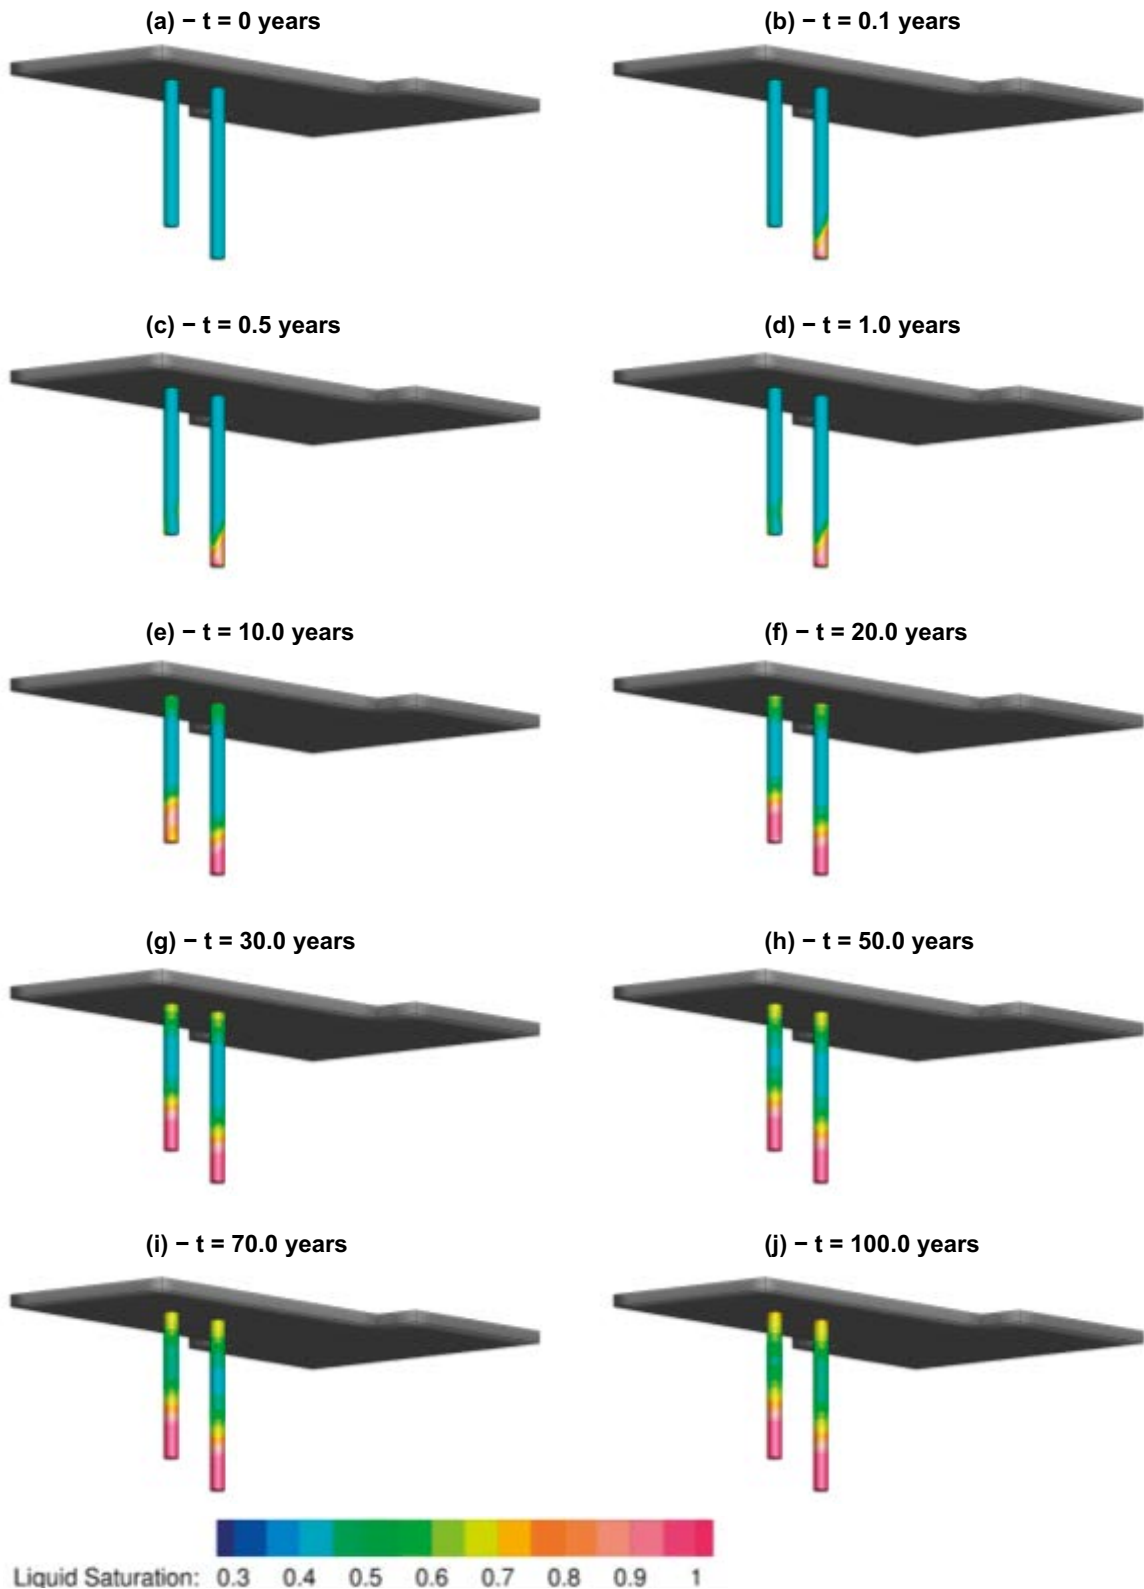 (a) − t = 0 years
(b) − t = 0.1 years
(c) − t = 0.5 years
(d) − t = 1.0 years
(e) − t = 10.0 years
(f) − t = 20.0 years
(g) − t = 30.0 years
(h) − t = 50.0 years
(i) − t = 70.0 years
(j) − t = 100.0 years
Liquid Saturation: 0.3 0.4 0.5 0.6 0.7 0.8 0.9 1